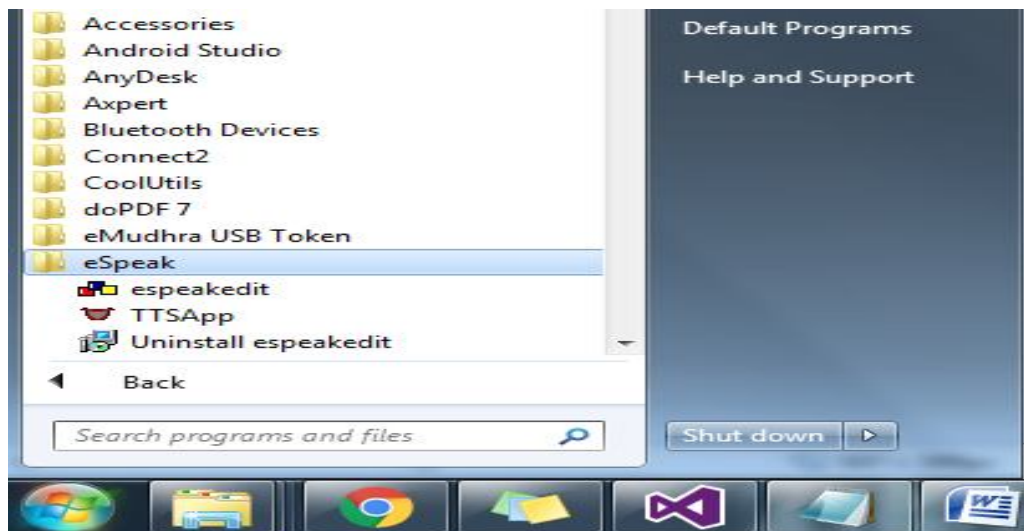 Accessories
Android Studio
AnyDesk
Axpert
Bluetooth Devices
Connect2
CoolUtils
doPDF 7
eMudhra USB Token
eSpeak
espeakedit
TTSApp
Uninstall espeakedit
Back
Search programs and files
Default Programs
Help and Support
Shut down
W